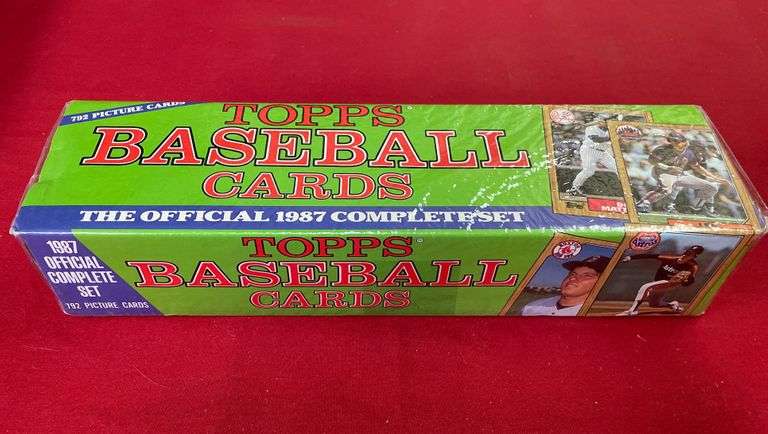 792 PICTURE CARDS
TOPPS
BASEBALL
CARDS
THE OFFICIAL 1987 COMPLETE SET
1987
OFFICIAL
COMPLETE
SET
792 PICTURE CARDS
TOPPS
BASEBALL
CARDS